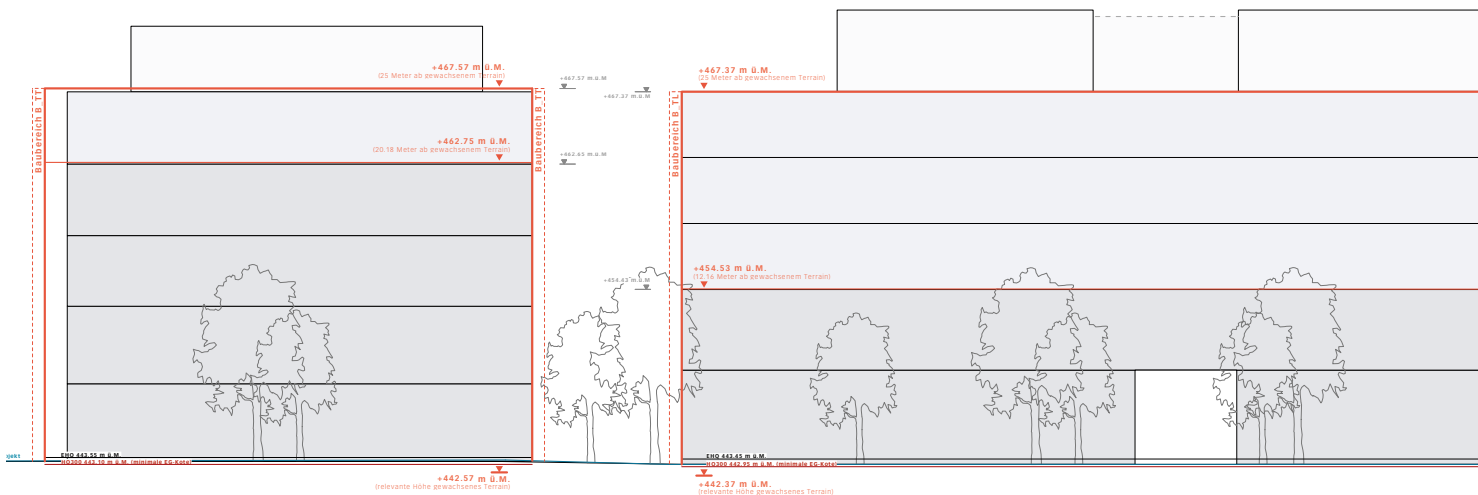 +467.57 m ü.M.
(25 Meter ab gewachsenem Terrain)
Baubereich B_TT
+462.75 m ü.M.
(20.18 Meter ab gewachsenem Terrain)
Baubereich B_TT
+467.57 m ü.M
+467.37 m ü.M
+462.65 m ü.M
+454.43 m ü.M
Baubereich B_TL
+467.37 m ü.M.
(25 Meter ab gewachsenem Terrain)
+454.53 m ü.M.
(12.16 Meter ab gewachsenem Terrain)
ojekt
EHQ 443.55 m ü.M.
HQ300 443.10 m ü.M. (minimale EG-Kote)
+442.57 m ü.M.
(relevante Höhe gewachsenes Terrain)
EHQ 443.45 m ü.M.
HQ300 442.95 m ü.M. (minimale EG-Kote)
+442.37 m ü.M.
(relevante Höhe gewachsenes Terrain)